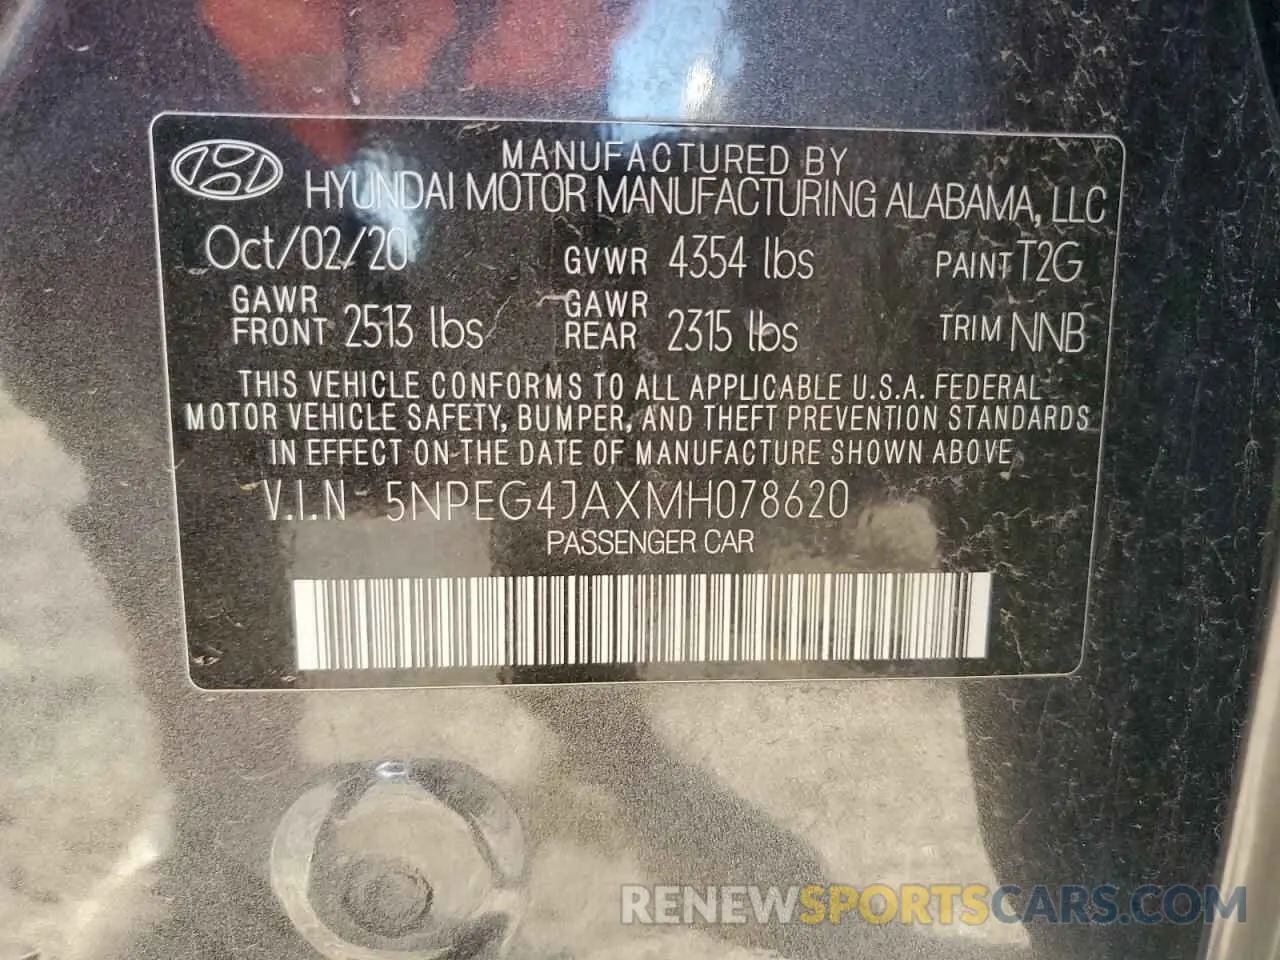 MANUFACTURED BY
HYUNDAI MOTOR MANUFACTURING ALABAMA, LLC
Oct/02/20 GVWR 4354 lbs PAINT T2G
GAWR FRONT 2513 lbs GAWR REAR 2315 lbs TRIM NNB
THIS VEHICLE CONFORMS TO ALL APPLICABLE U.S.A. FEDERAL
MOTOR VEHICLE SAFETY, BUMPER, AND THEFT PREVENTION STANDARDS
IN EFFECT ON THE DATE OF MANUFACTURE SHOWN ABOVE
V.I.N 5NPEG4JAXMH078620
PASSENGER CAR
RENEWSPORTSCARS.COM